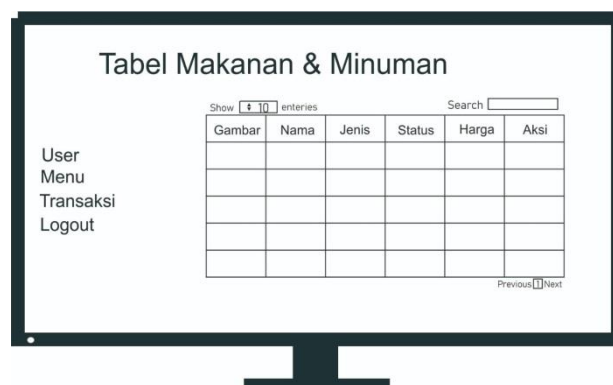 Tabel Makanan & Minuman
Show 10 enteries
Search
Gambar Nama Jenis Status Harga Aksi
User
Menu
Transaksi
Logout
Previous 1 Next